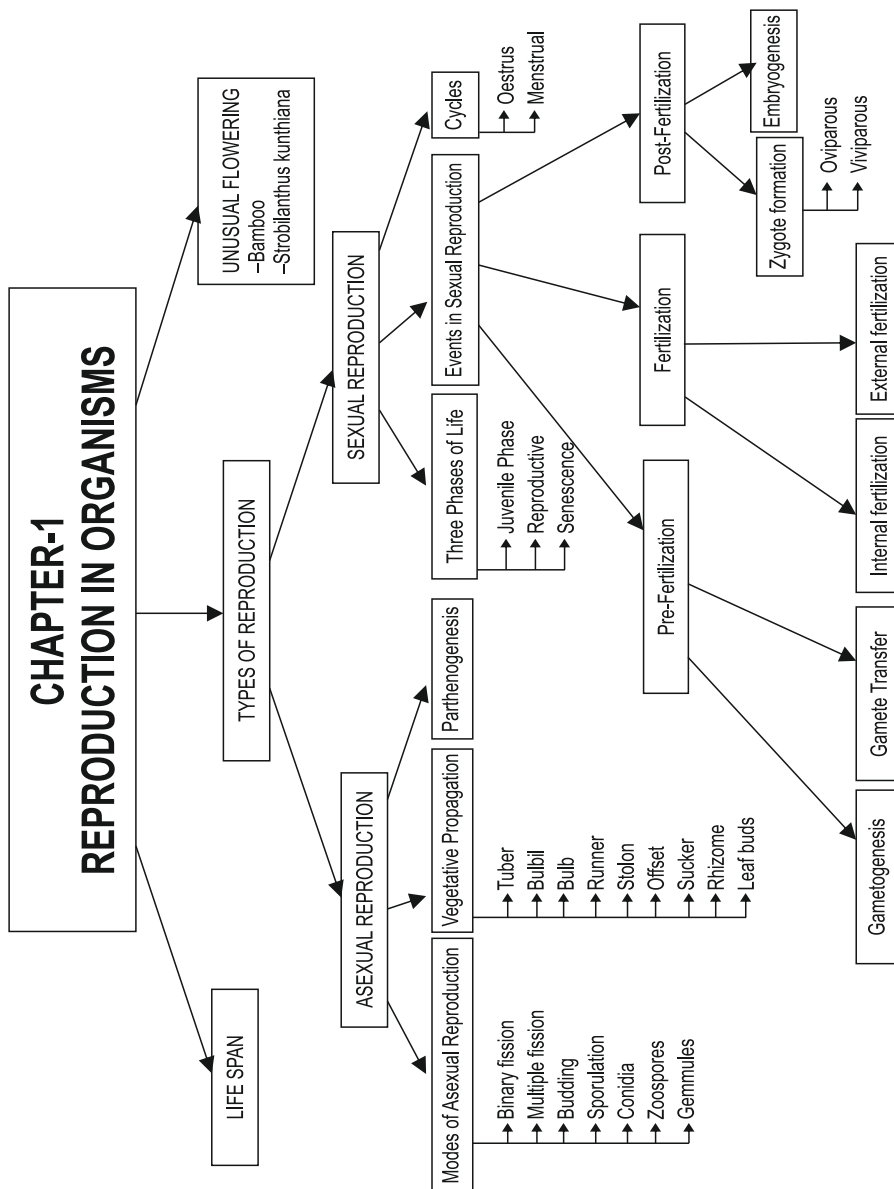 CHAPTER-1
REPRODUCTION IN ORGANISMS
LIFE SPAN
TYPES OF REPRODUCTION
UNUSUAL FLOWERING
–Bamboo
–Strobilanthus kunthiana
ASEXUAL REPRODUCTION
SEXUAL REPRODUCTION
Modes of Asexual Reproduction
Binary fission
Multiple fission
Budding
Sporulation
Conidia
Zoospores
Gemmules
Vegetative Propagation
Tuber
Bulbil
Bulb
Runner
Stolon
Offset
Sucker
Rhizome
Leaf buds
Parthenogenesis
Three Phases of Life
Juvenile Phase
Reproductive
Senescence
Events in Sexual Reproduction
Cycles
Oestrus
Menstrual
Pre-Fertilization
Fertilization
Post-Fertilization
Gametogenesis
Gamete Transfer
Internal fertilization
External fertilization
Zygote formation
Oviparous
Viviparous
Embryogenesis